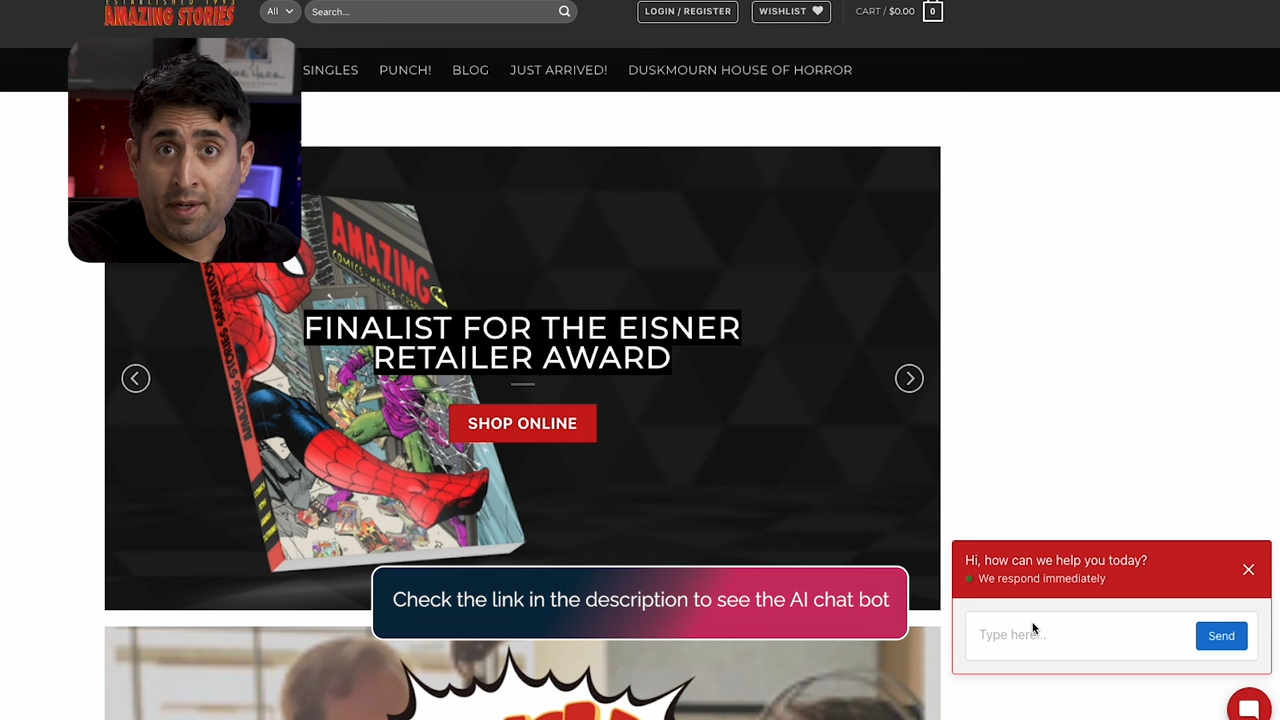 ESTABLISHED 1993
AMAZING STORIES
All
Search...
LOGIN / REGISTER
WISHLIST
CART / $0.00
0
SINGLES
PUNCH!
BLOG
JUST ARRIVED!
DUSKMOURN HOUSE OF HORROR
AMAZING
COMICS • MANGA
FINALIST FOR THE EISNER
RETAILER AWARD
SHOP ONLINE
Check the link in the description to see the AI chat bot
Hi, how can we help you today?
We respond immediately
Type here...
Send